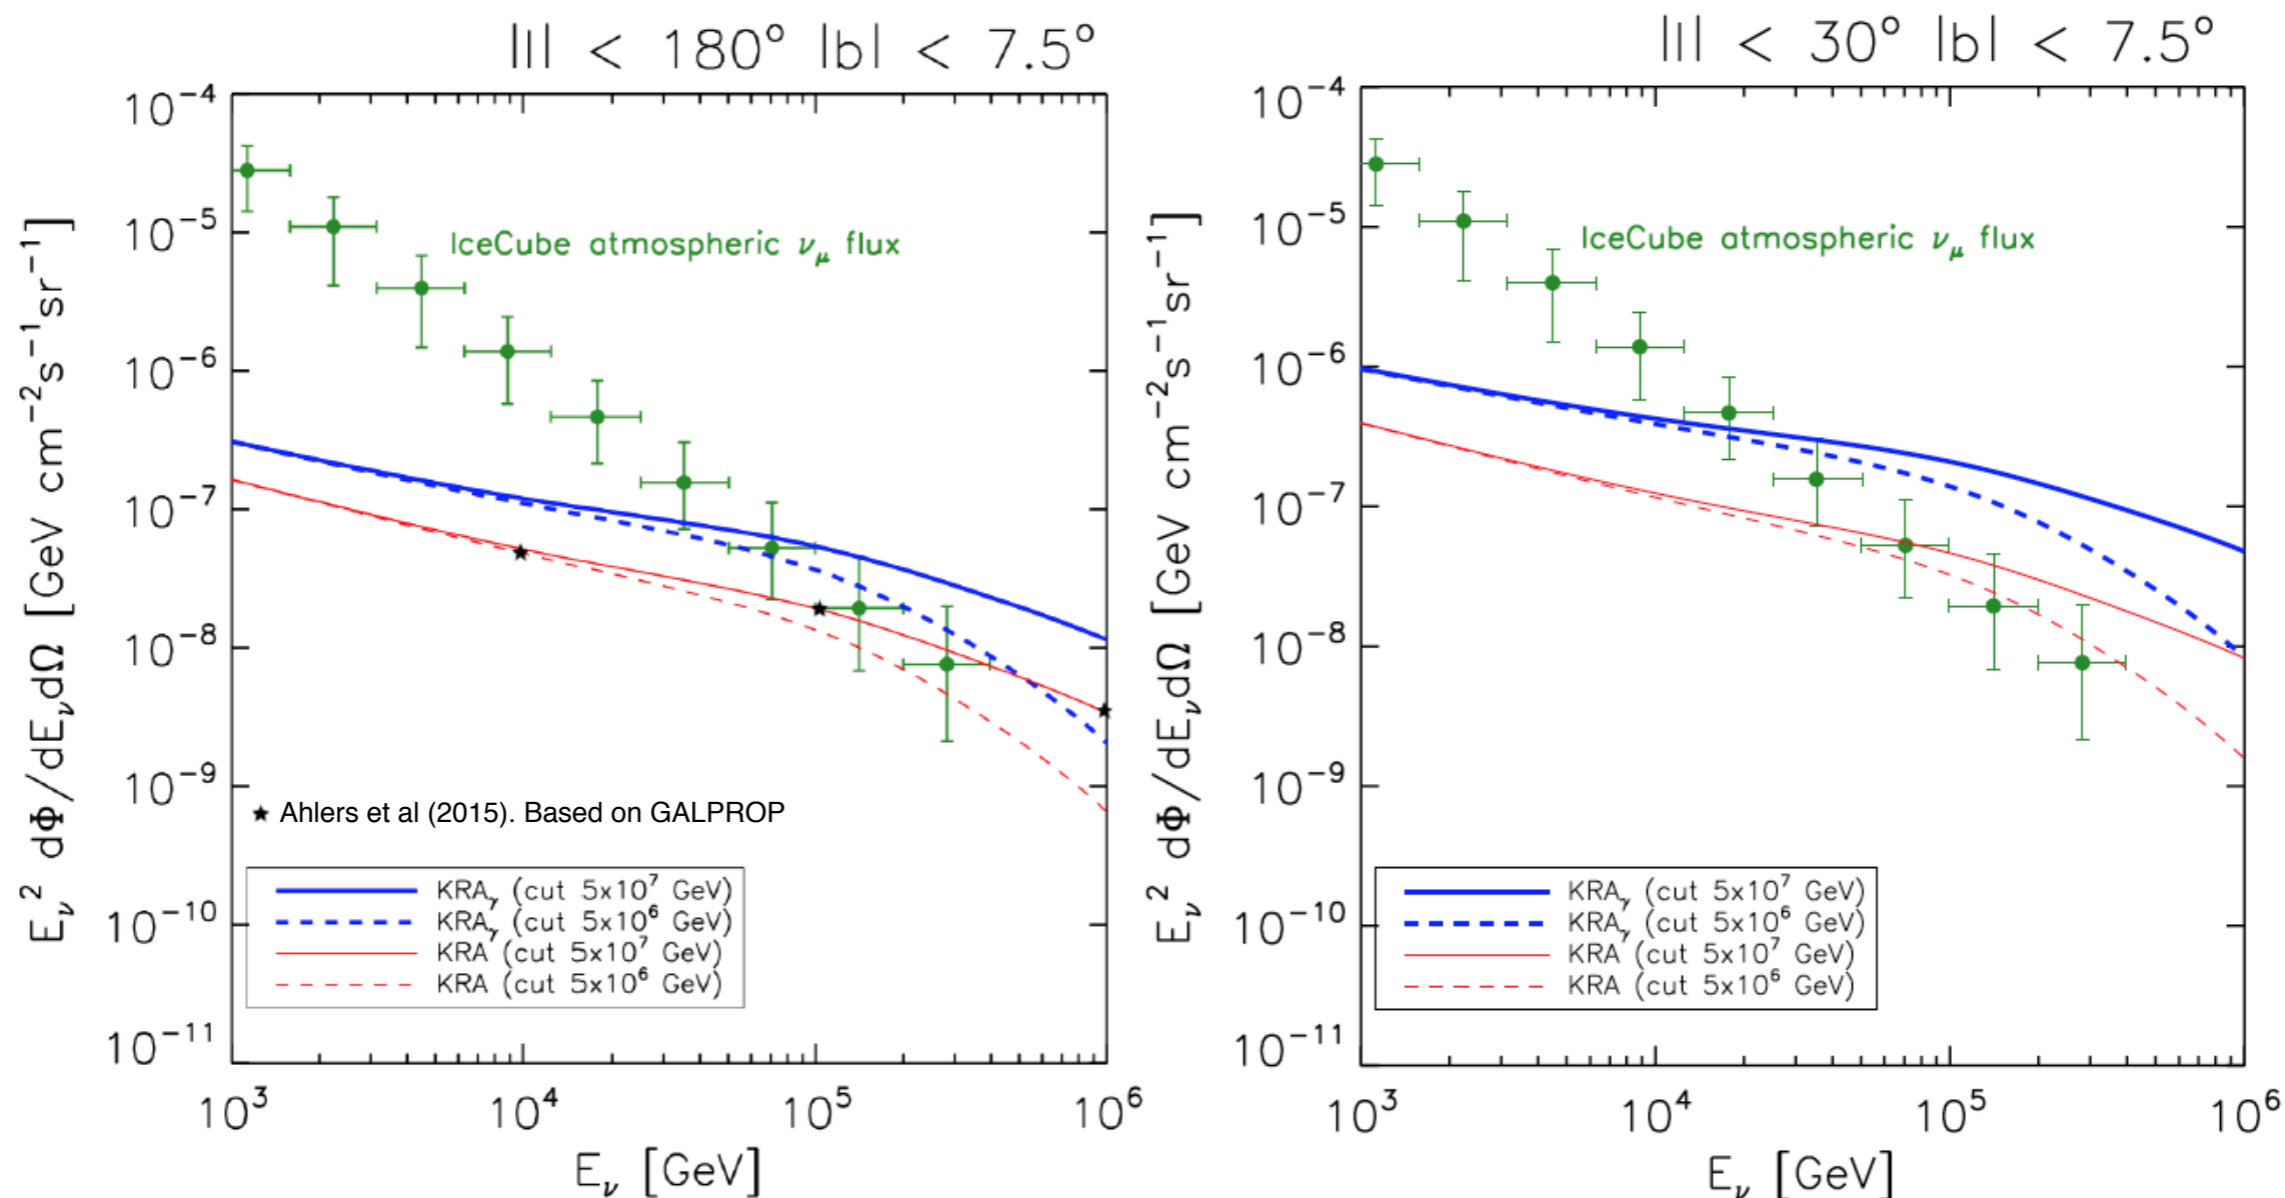 |l| < 180° |b| < 7.5°
E_ν² dΦ/dE_νdΩ [GeV cm⁻²s⁻¹sr⁻¹]
10⁻⁴
10⁻⁵
10⁻⁶
10⁻⁷
10⁻⁸
10⁻⁹
10⁻¹⁰
10⁻¹¹
IceCube atmospheric ν_μ flux
★ Ahlers et al (2015). Based on GALPROP
KRA_γ (cut 5x10⁷ GeV)
KRA_γ (cut 5x10⁶ GeV)
KRA (cut 5x10⁷ GeV)
KRA (cut 5x10⁶ GeV)
10³ 10⁴ 10⁵ 10⁶
E_ν [GeV]
|l| < 30° |b| < 7.5°
E_ν² dΦ/dE_νdΩ [GeV cm⁻²s⁻¹sr⁻¹]
10⁻⁴
10⁻⁵
10⁻⁶
10⁻⁷
10⁻⁸
10⁻⁹
10⁻¹⁰
10⁻¹¹
IceCube atmospheric ν_μ flux
KRA_γ (cut 5x10⁷ GeV)
KRA_γ (cut 5x10⁶ GeV)
KRA (cut 5x10⁷ GeV)
KRA (cut 5x10⁶ GeV)
10³ 10⁴ 10⁵ 10⁶
E_ν [GeV]